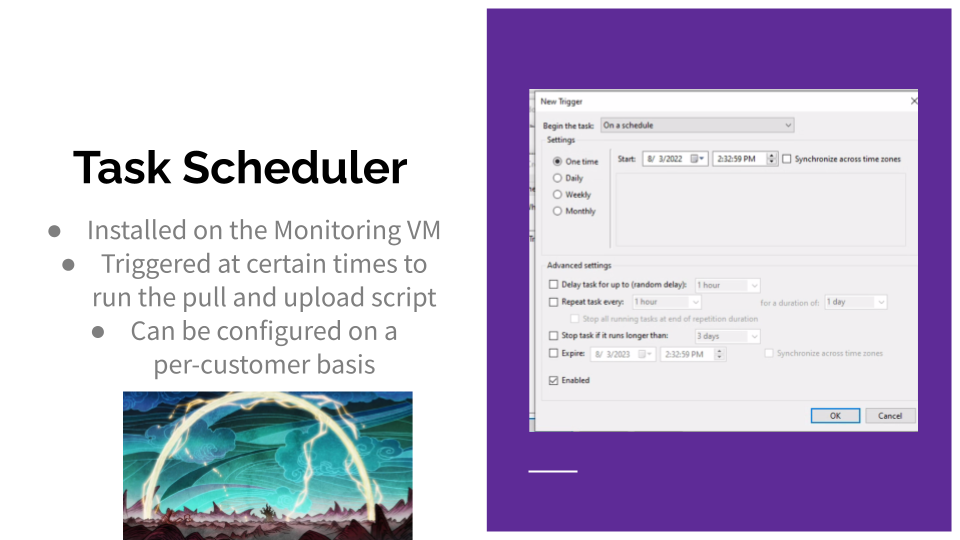 Task Scheduler
● Installed on the Monitoring VM
● Triggered at certain times to
run the pull and upload script
● Can be configured on a
per-customer basis
New Trigger
Begin the task: On a schedule
Settings
One time
Start: 8/ 3/2022 2:32:59 PM Synchronize across time zones
Daily
Weekly
Monthly
Advanced settings
Delay task for up to (random delay): 1 hour
Repeat task every: 1 hour for a duration of: 1 day
Stop all running tasks at end of repetition duration
Stop task if it runs longer than: 3 days
Expire: 8/ 3/2023 2:32:59 PM Synchronize across time zones
Enabled
OK Cancel